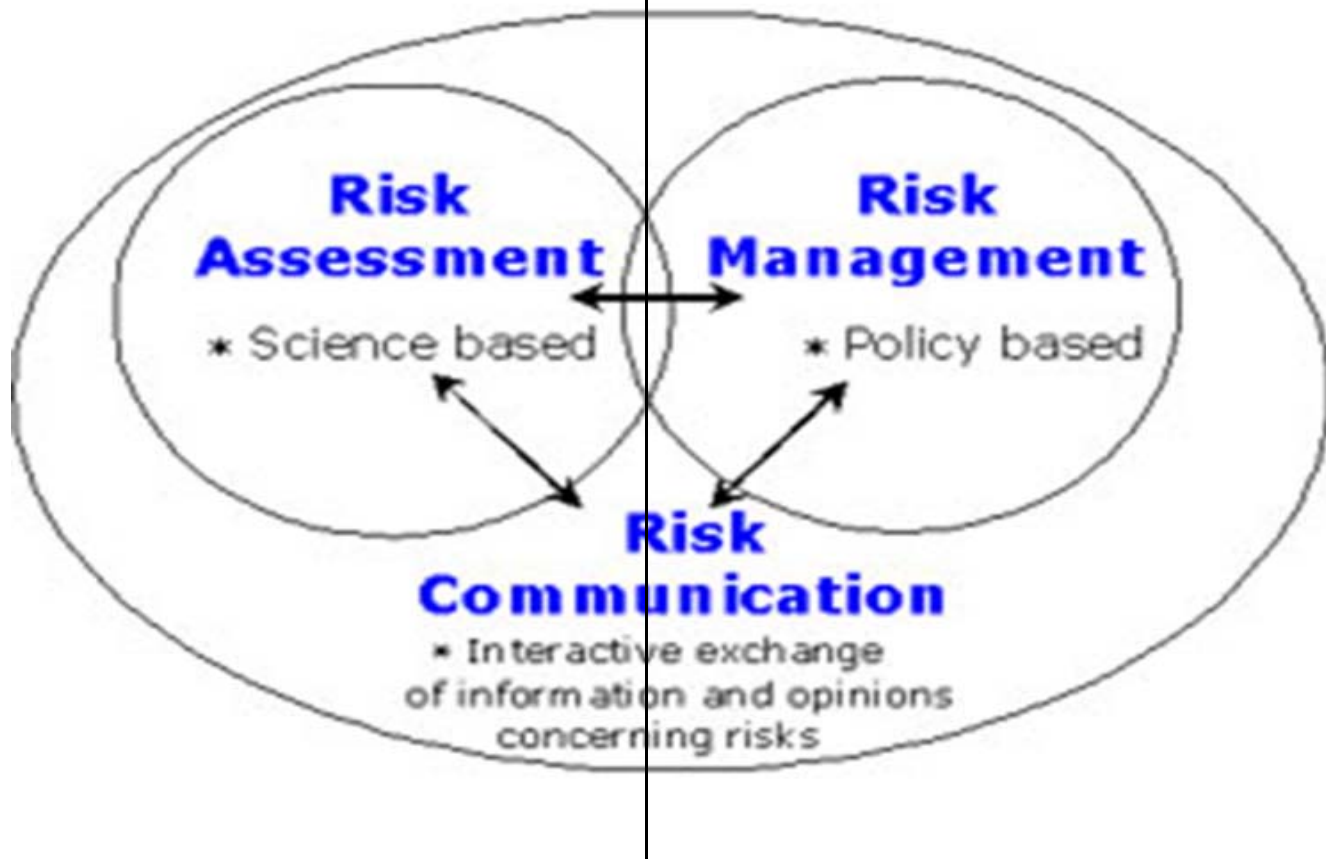 Risk
Assessment
* Science based
Risk
Management
* Policy based
Risk
Communication
* Interactive exchange
of information and opinions
concerning risks